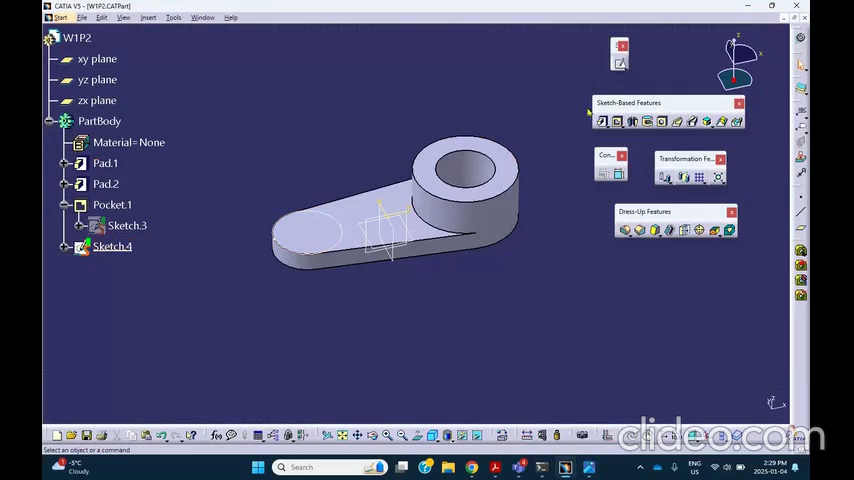 CATIA V5 - [W1P2.CATPart]
Start File Edit View Insert Tools Window Help
W1P2
xy plane
yz plane
zx plane
PartBody
Material=None
Pad.1
Pad.2
Pocket.1
Sketch.3
Sketch.4
z
x
Sketch-Based Features
Con...
Transformation Fe...
Dress-Up Features
Select an object or a command
clideo.com
-5°C
Cloudy
Search
ENG
US
2:29 PM
2025-01-04